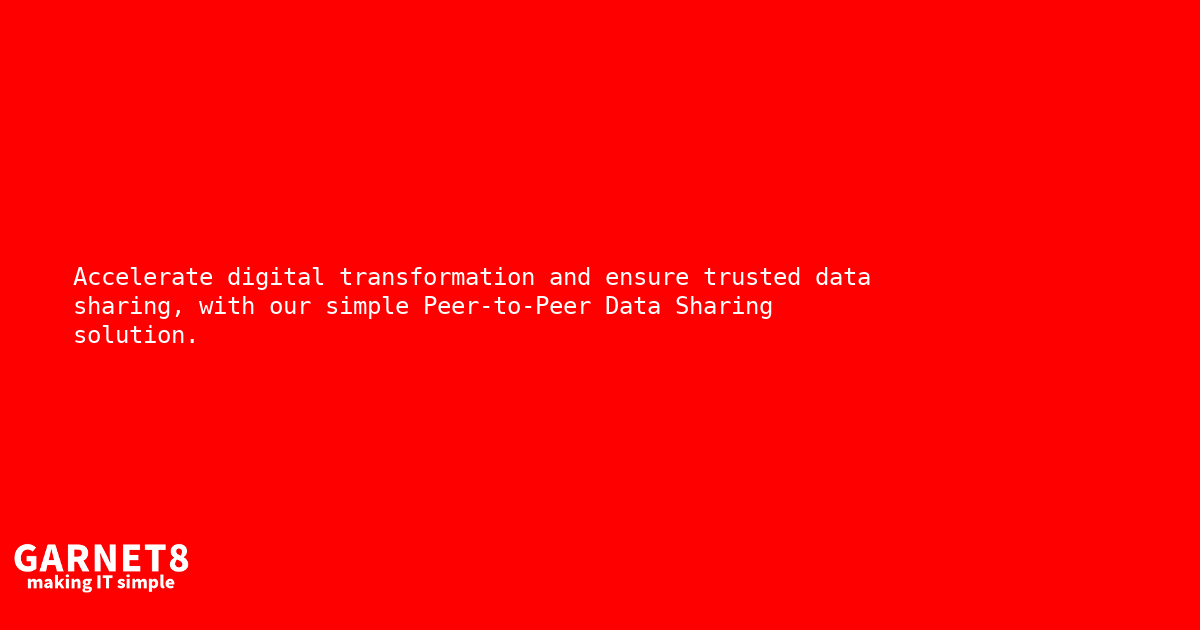 Accelerate digital transformation and ensure trusted data
sharing, with our simple Peer-to-Peer Data Sharing
solution.
GARNET8
making IT simple